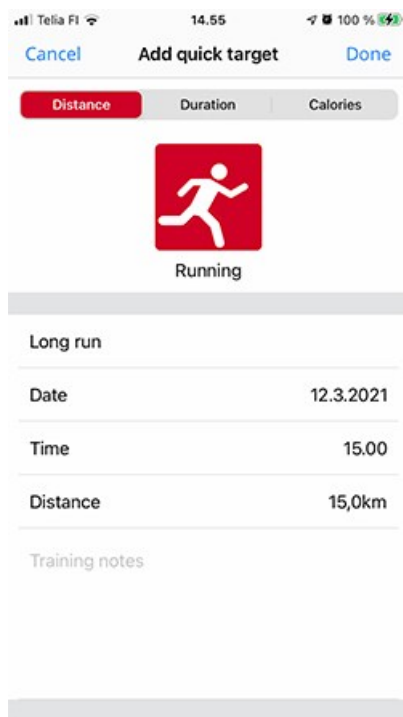 Telia FI 14.55 100 %
Cancel Add quick target Done
Distance Duration Calories
Running
Long run
Date 12.3.2021
Time 15.00
Distance 15,0km
Training notes